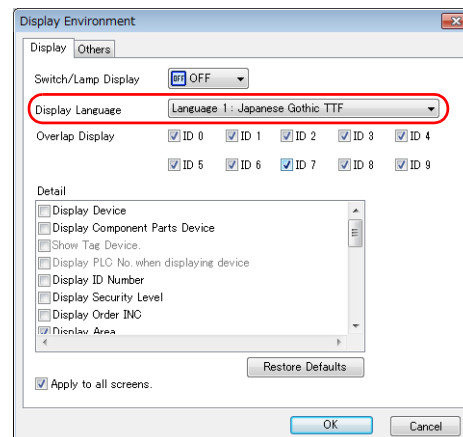 Display Environment
Display Others
Switch/Lamp Display OFF OFF
Display Language Language 1 : Japanese Gothic TTF
Overlap Display ID 0 ID 1 ID 2 ID 3 ID 4
ID 5 ID 6 ID 7 ID 8 ID 9
Detail
Display Device
Display Component Parts Device
Show Tag Device.
Display PLC No. when displaying device
Display ID Number
Display Security Level
Display Order INC
Display Area
Restore Defaults
Apply to all screens.
OK Cancel